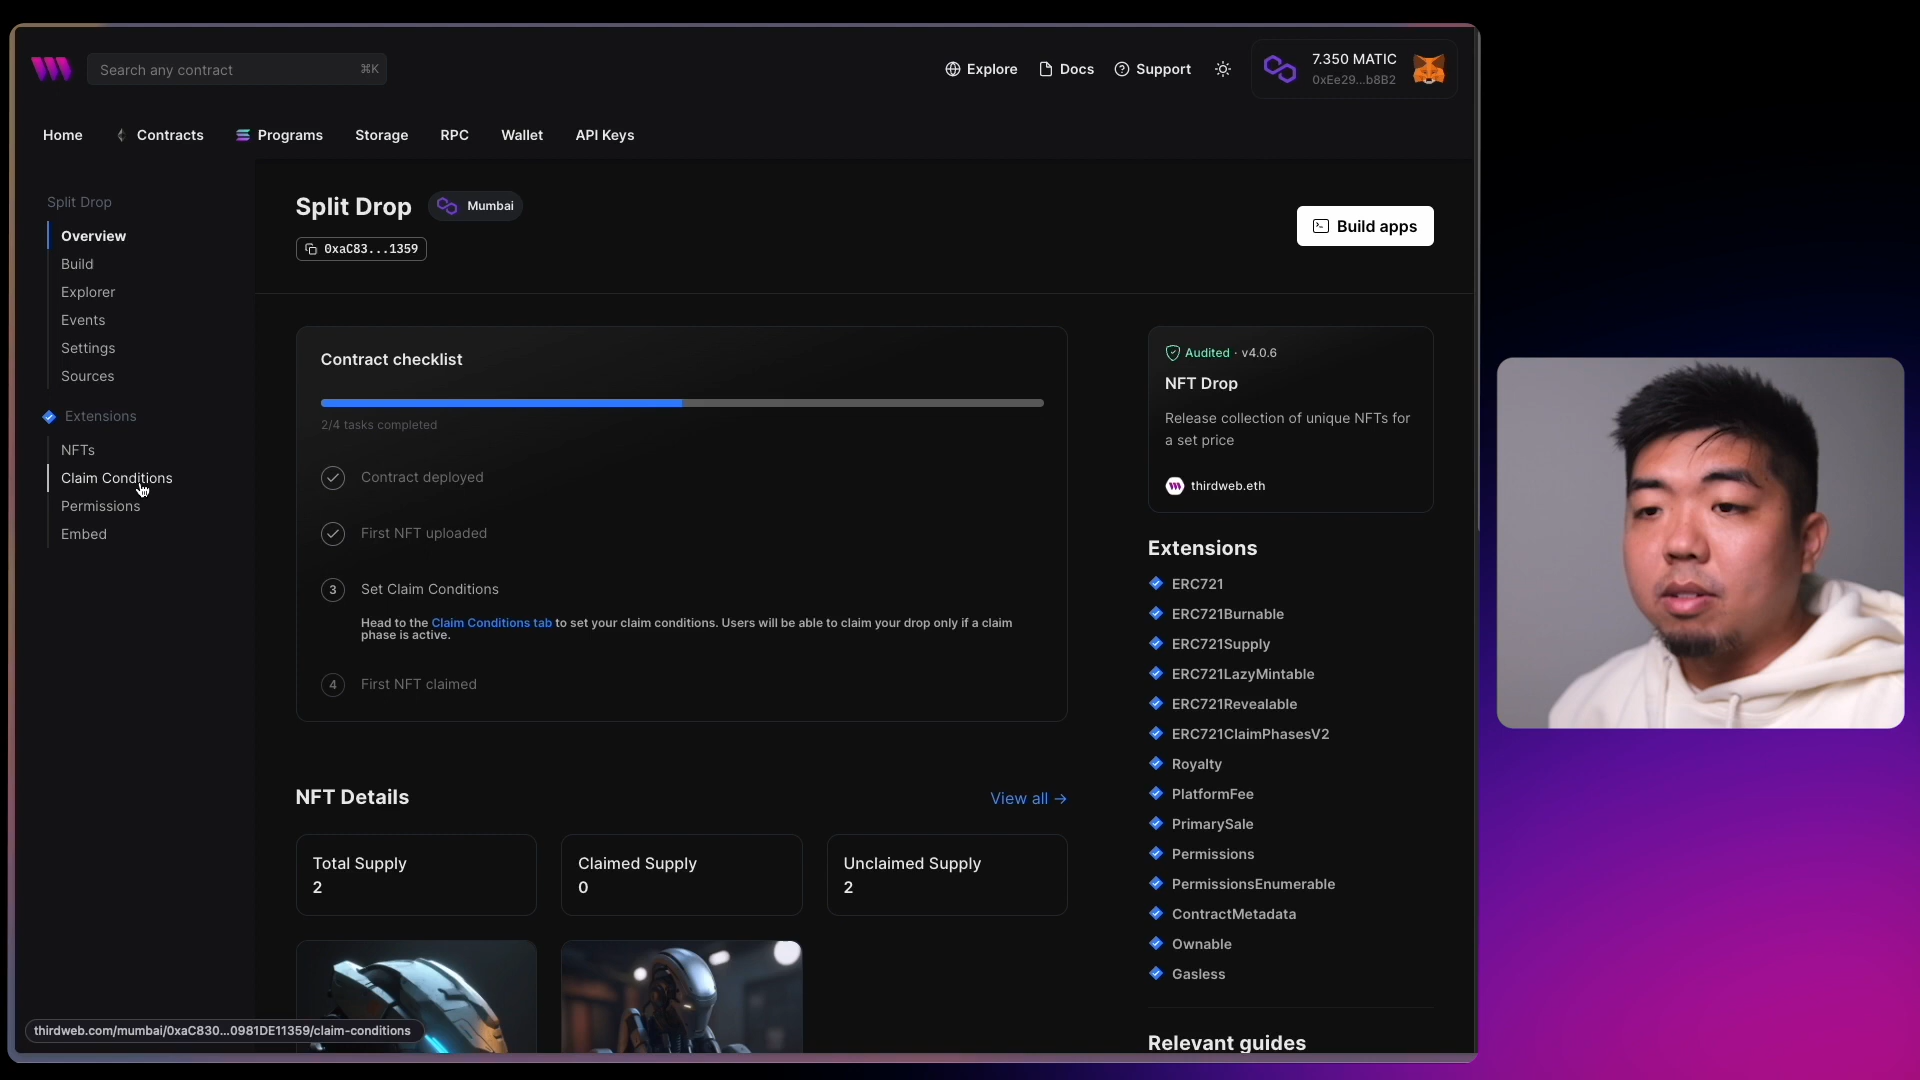 Search any contract
⌘K
Explore
Docs
Support
7.350 MATIC
0xEe29...b8B2
Home
Contracts
Programs
Storage
RPC
Wallet
API Keys
Split Drop
Overview
Build
Explorer
Events
Settings
Sources
Extensions
NFTs
Claim Conditions
Permissions
Embed
Split Drop
Mumbai
0xaC83...1359
Build apps
Contract checklist
2/4 tasks completed
Contract deployed
First NFT uploaded
3
Set Claim Conditions
Head to the Claim Conditions tab to set your claim conditions. Users will be able to claim your drop only if a claim
phase is active.
4
First NFT claimed
NFT Details
View all →
Total Supply
2
Claimed Supply
0
Unclaimed Supply
2
Audited · v4.0.6
NFT Drop
Release collection of unique NFTs for
a set price
thirdweb.eth
Extensions
ERC721
ERC721Burnable
ERC721Supply
ERC721LazyMintable
ERC721Revealable
ERC721ClaimPhasesV2
Royalty
PlatformFee
PrimarySale
Permissions
PermissionsEnumerable
ContractMetadata
Ownable
Gasless
Relevant guides
thirdweb.com/mumbai/0xaC830...0981DE11359/claim-conditions